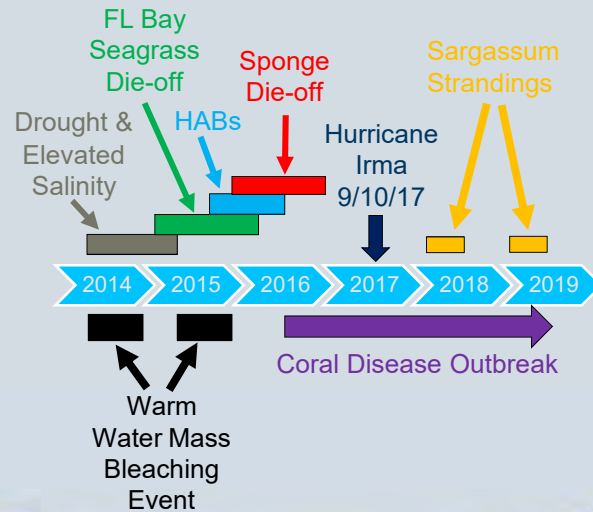 FL Bay
Seagrass
Die-off
Sponge
Die-off
Sargassum
Strandings
Drought &
Elevated
Salinity
HABs
Hurricane
Irma
9/10/17
2014
2015
2016
2017
2018
2019
Coral Disease Outbreak
Warm
Water Mass
Bleaching
Event